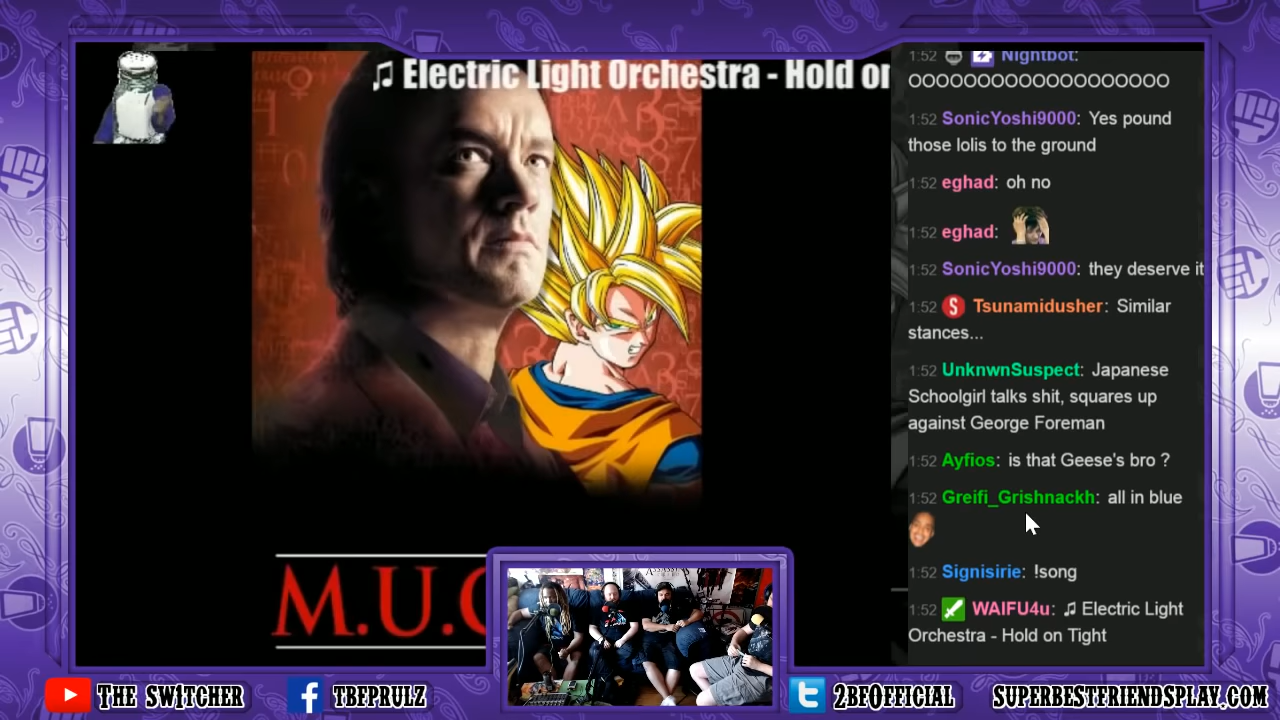 ♫ Electric Light Orchestra - Hold on
1:52 Nightbot:
OOOOOOOOOOOOOOOOOOO
1:52 SonicYoshi9000: Yes pound
those lolis to the ground
1:52 eghad: oh no
1:52 eghad:
1:52 SonicYoshi9000: they deserve it
1:52 Tsunamidusher: Similar
stances...
1:52 UnknwnSuspect: Japanese
Schoolgirl talks shit, squares up
against George Foreman
1:52 Ayfios: is that Geese's bro ?
1:52 Greifi_Grishnackh: all in blue
1:52 Signisirie: !song
1:52 WAIFU4u: ♫ Electric Light
Orchestra - Hold on Tight
M.U.G
THE SW1TCHER
TBFPRULZ
2BFOFFICIAL
SUPERBESTFRIENDSPLAY.COM